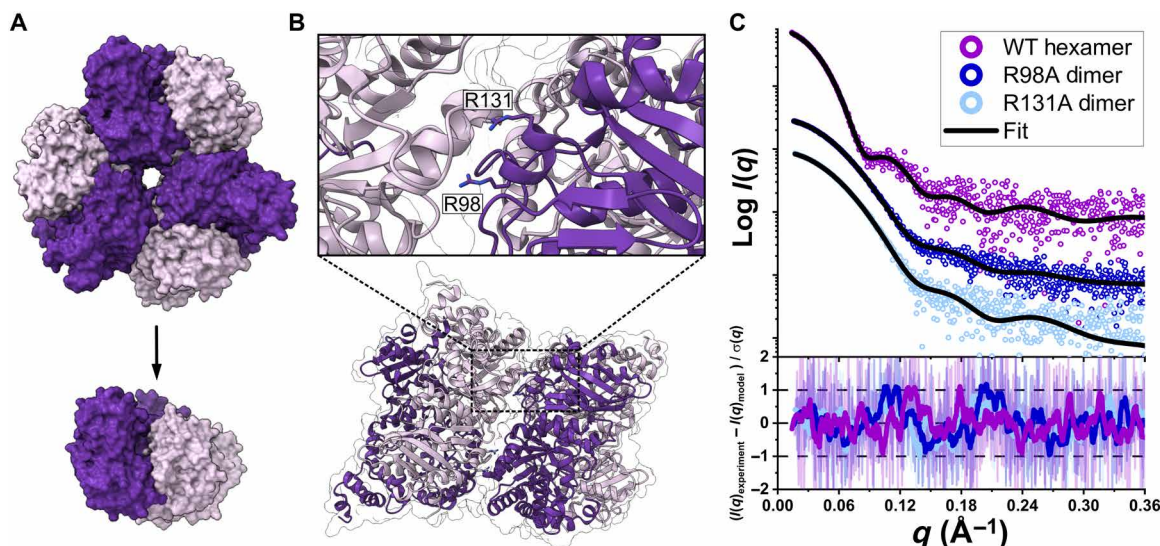 A
B
C
R131
R98
WT hexamer
R98A dimer
R131A dimer
Fit
Log I(q)
(I(q)experiment – I(q)model) / σ(q)
2
1
0
−1
−2
0.00
0.06
0.12
0.18
0.24
0.30
0.36
q (Å−1)